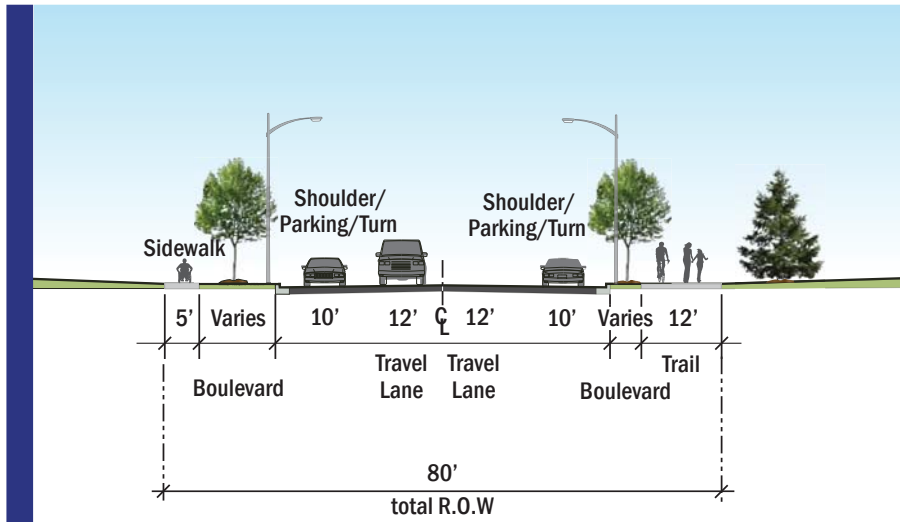 Shoulder/
Parking/Turn
Shoulder/
Parking/Turn
Sidewalk
5’ Varies 10’ 12’ ℄ 12’ 10’ Varies 12’
Travel
Lane
Travel
Lane
Trail
Boulevard
Boulevard
80’
total R.O.W